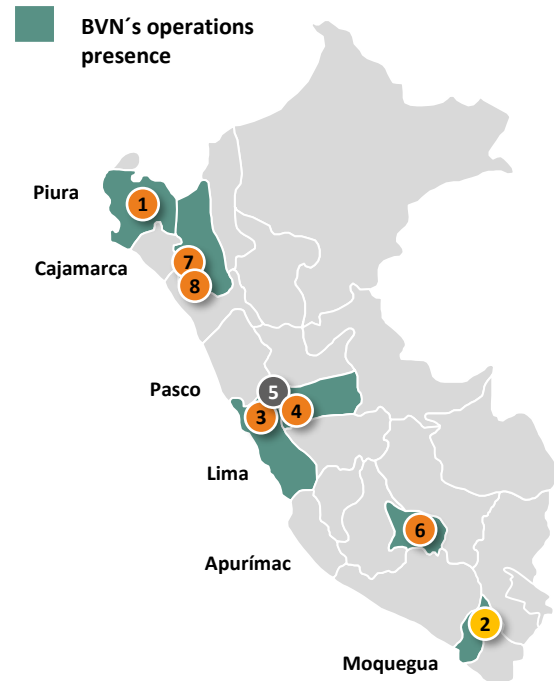 BVN´s operations
presence
Piura
1
Cajamarca
7
8
Pasco
5
3
4
Lima
6
Apurímac
2
Moquegua